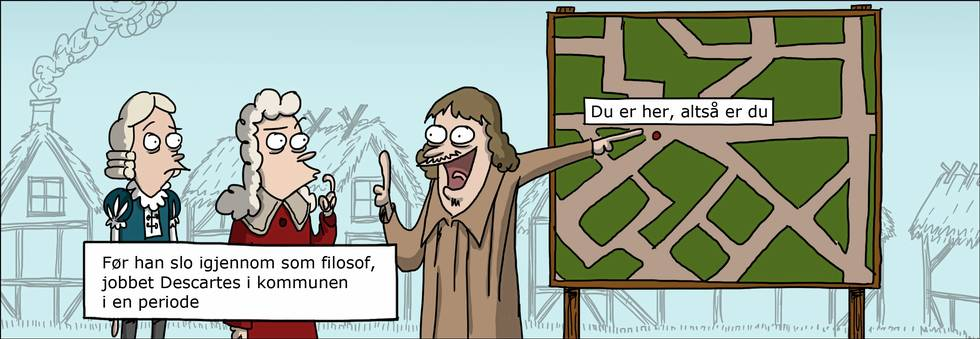 Du er her, altså er du
Før han slo igjennom som filosof,
jobbet Descartes i kommunen
i en periode